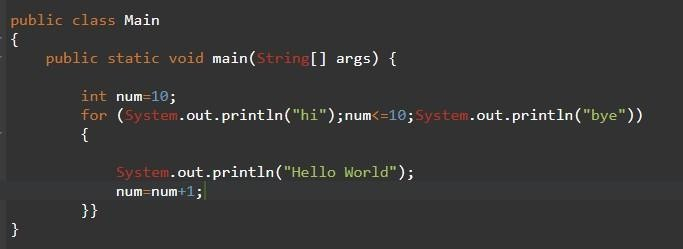 public class Main
{
    public static void main(String[] args) {
        int num=10;
        for (System.out.println("hi");num<=10;System.out.println("bye"))
        {
            System.out.println("Hello World");
            num=num+1;
        }}
}